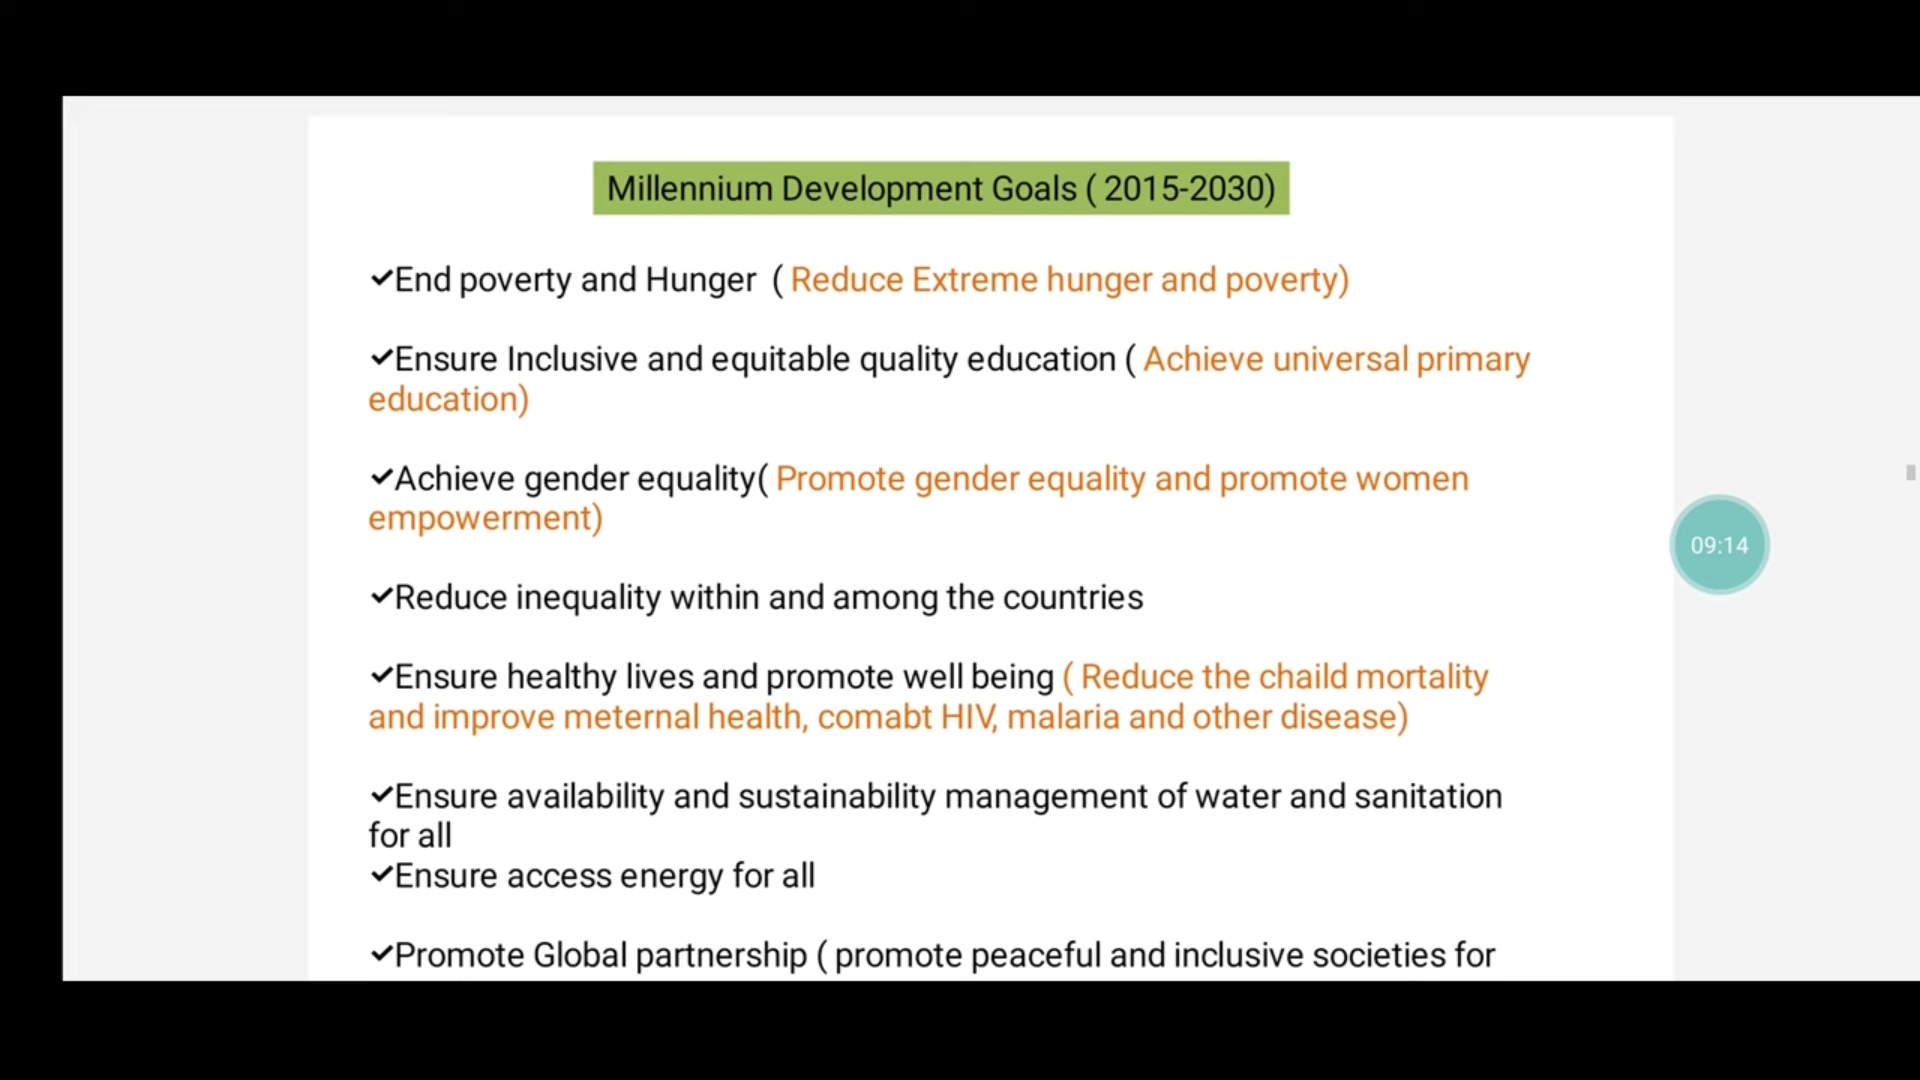 Millennium Development Goals ( 2015-2030)
✔End poverty and Hunger ( Reduce Extreme hunger and poverty)
✔Ensure Inclusive and equitable quality education ( Achieve universal primary
education)
✔Achieve gender equality( Promote gender equality and promote women
empowerment)
✔Reduce inequality within and among the countries
✔Ensure healthy lives and promote well being ( Reduce the chaild mortality
and improve meternal health, comabt HIV, malaria and other disease)
✔Ensure availability and sustainability management of water and sanitation
for all
✔Ensure access energy for all
✔Promote Global partnership ( promote peaceful and inclusive societies for
09:14